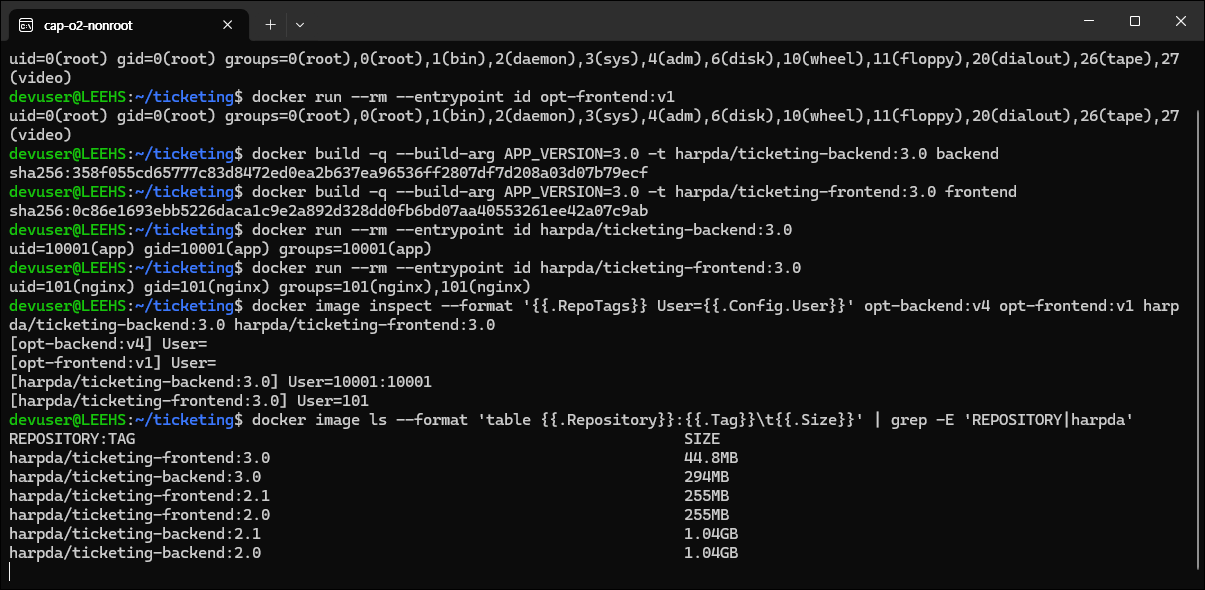 cap-o2-nonroot
uid=0(root) gid=0(root) groups=0(root),0(root),1(bin),2(daemon),3(sys),4(adm),6(disk),10(wheel),11(floppy),20(dialout),26(tape),27
(video)
devuser@LEEHS:~/ticketing$ docker run --rm --entrypoint id opt-frontend:v1
uid=0(root) gid=0(root) groups=0(root),0(root),1(bin),2(daemon),3(sys),4(adm),6(disk),10(wheel),11(floppy),20(dialout),26(tape),27
(video)
devuser@LEEHS:~/ticketing$ docker build -q --build-arg APP_VERSION=3.0 -t harpda/ticketing-backend:3.0 backend
sha256:358f055cd65777c83d8472ed0ea2b637ea96536ff2807df7d208a03d07b79ecf
devuser@LEEHS:~/ticketing$ docker build -q --build-arg APP_VERSION=3.0 -t harpda/ticketing-frontend:3.0 frontend
sha256:0c86e1693ebb5226daca1c9e2a892d328dd0fb6bd07aa40553261ee42a07c9ab
devuser@LEEHS:~/ticketing$ docker run --rm --entrypoint id harpda/ticketing-backend:3.0
uid=10001(app) gid=10001(app) groups=10001(app)
devuser@LEEHS:~/ticketing$ docker run --rm --entrypoint id harpda/ticketing-frontend:3.0
uid=101(nginx) gid=101(nginx) groups=101(nginx),101(nginx)
devuser@LEEHS:~/ticketing$ docker image inspect --format '{{.RepoTags}} User={{.Config.User}}' opt-backend:v4 opt-frontend:v1 harp
da/ticketing-backend:3.0 harpda/ticketing-frontend:3.0
[opt-backend:v4] User=
[opt-frontend:v1] User=
[harpda/ticketing-backend:3.0] User=10001:10001
[harpda/ticketing-frontend:3.0] User=101
devuser@LEEHS:~/ticketing$ docker image ls --format 'table {{.Repository}}:{{.Tag}}\t{{.Size}}' | grep -E 'REPOSITORY|harpda'
REPOSITORY:TAG SIZE
harpda/ticketing-frontend:3.0 44.8MB
harpda/ticketing-backend:3.0 294MB
harpda/ticketing-frontend:2.1 255MB
harpda/ticketing-frontend:2.0 255MB
harpda/ticketing-backend:2.1 1.04GB
harpda/ticketing-backend:2.0 1.04GB